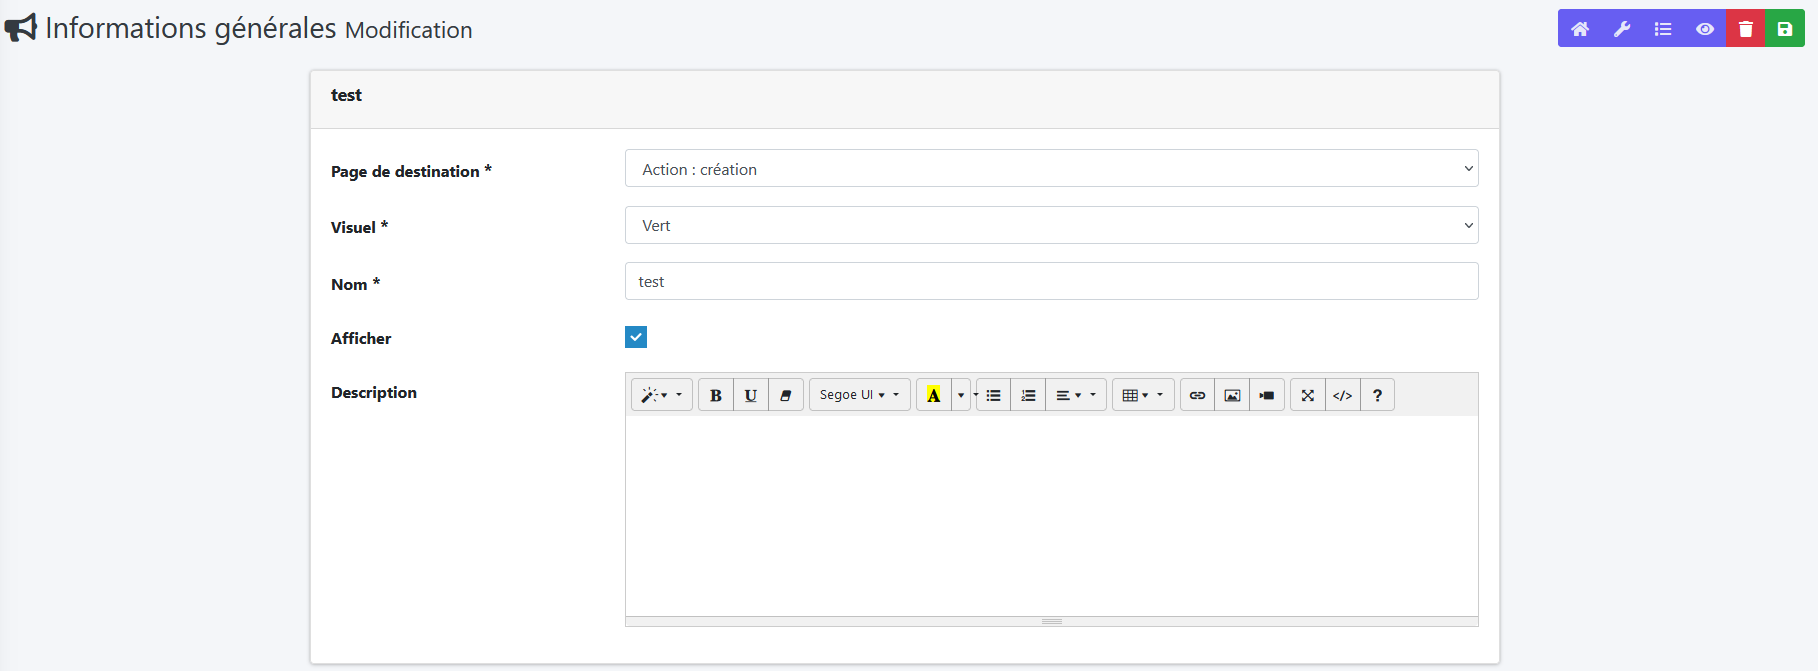 Informations générales Modification
test
Page de destination *
Action : création
Visuel *
Vert
Nom *
test
Afficher
Description
B U Segoe UI A </> ?